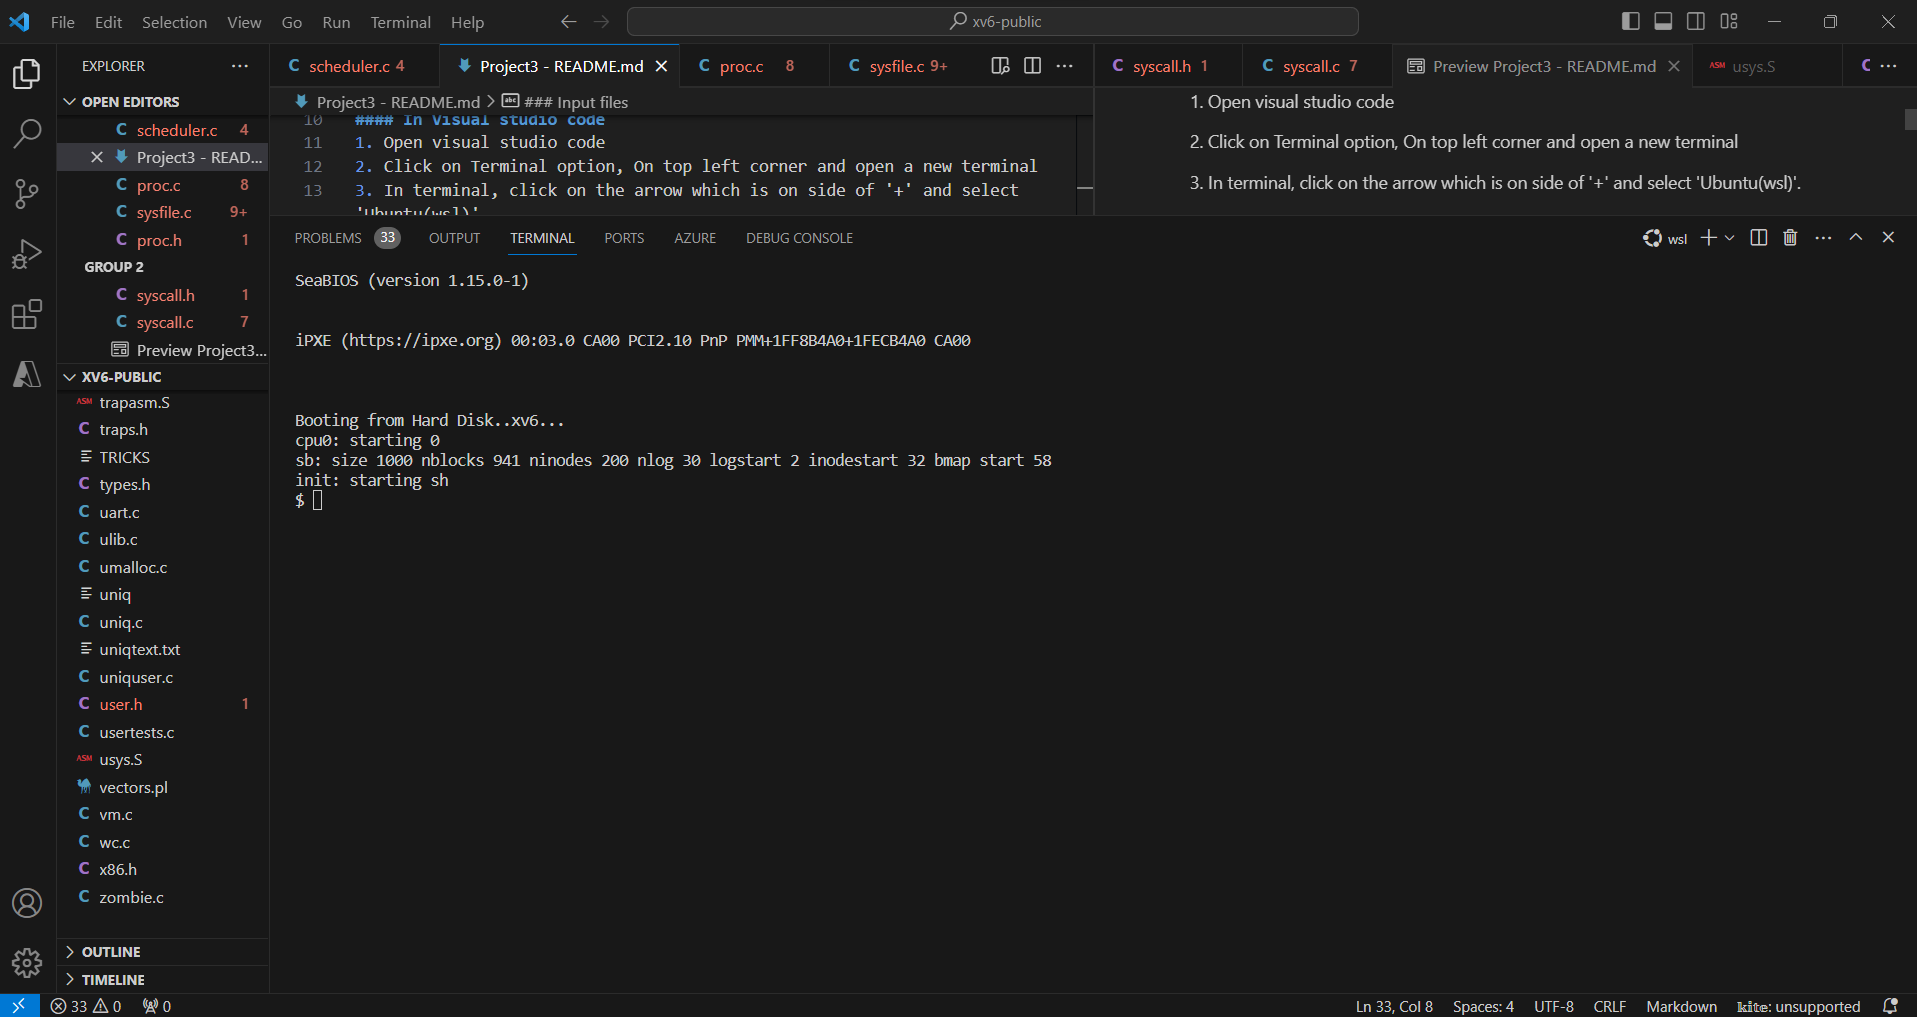 File Edit Selection View Go Run Terminal Help
xv6-public
EXPLORER
OPEN EDITORS
scheduler.c 4
Project3 - READ...
proc.c 8
sysfile.c 9+
proc.h 1
GROUP 2
syscall.h 1
syscall.c 7
Preview Project3...
XV6-PUBLIC
ASM trapasm.S
C traps.h
TRICKS
C types.h
C uart.c
C ulib.c
C umalloc.c
uniq
C uniq.c
uniqtext.txt
C uniquser.c
C user.h 1
C usertests.c
ASM usys.S
vectors.pl
C vm.c
C wc.c
C x86.h
C zombie.c
OUTLINE
TIMELINE
C scheduler.c 4
Project3 - README.md
C proc.c 8
C sysfile.c 9+
Project3 - README.md > abc ### Input files
10 #### In Visual studio code
11 1. Open visual studio code
12 2. Click on Terminal option, On top left corner and open a new terminal
13 3. In terminal, click on the arrow which is on side of '+' and select
'Ubuntu(wsl)'
C syscall.h 1
C syscall.c 7
Preview Project3 - README.md
ASM usys.S
C
1. Open visual studio code
2. Click on Terminal option, On top left corner and open a new terminal
3. In terminal, click on the arrow which is on side of '+' and select 'Ubuntu(wsl)'.
PROBLEMS 33 OUTPUT TERMINAL PORTS AZURE DEBUG CONSOLE
wsl
SeaBIOS (version 1.15.0-1)
iPXE (https://ipxe.org) 00:03.0 CA00 PCI2.10 PnP PMM+1FF8B4A0+1FECB4A0 CA00
Booting from Hard Disk..xv6...
cpu0: starting 0
sb: size 1000 nblocks 941 ninodes 200 nlog 30 logstart 2 inodestart 32 bmap start 58
init: starting sh
$
33 0 0
Ln 33, Col 8 Spaces: 4 UTF-8 CRLF Markdown kite: unsupported